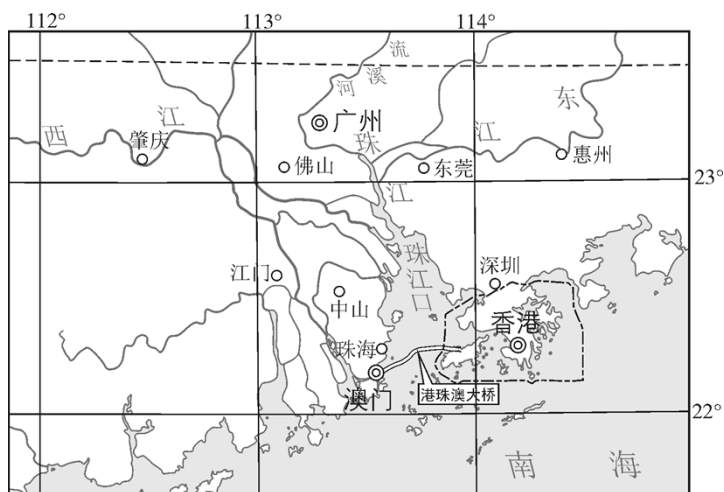 112°
113°
114°
流
溪
河
西
江
肇庆
广州
珠
江
东
江
惠州
佛山
东莞
23°
江门
中山
珠江口
深圳
香港
珠海
澳门
港珠澳大桥
22°
南海